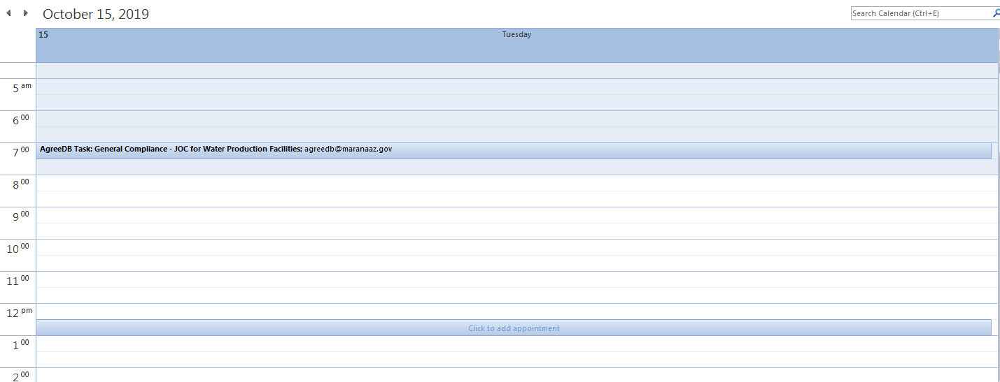 October 15, 2019
Search Calendar (Ctrl+E)
15
Tuesday
5 am
6 00
7 00
AgreeDB Task: General Compliance - JOC for Water Production Facilities; agreedb@maranaaz.gov
8 00
9 00
10 00
11 00
12 pm
Click to add appointment
1 00
2 00